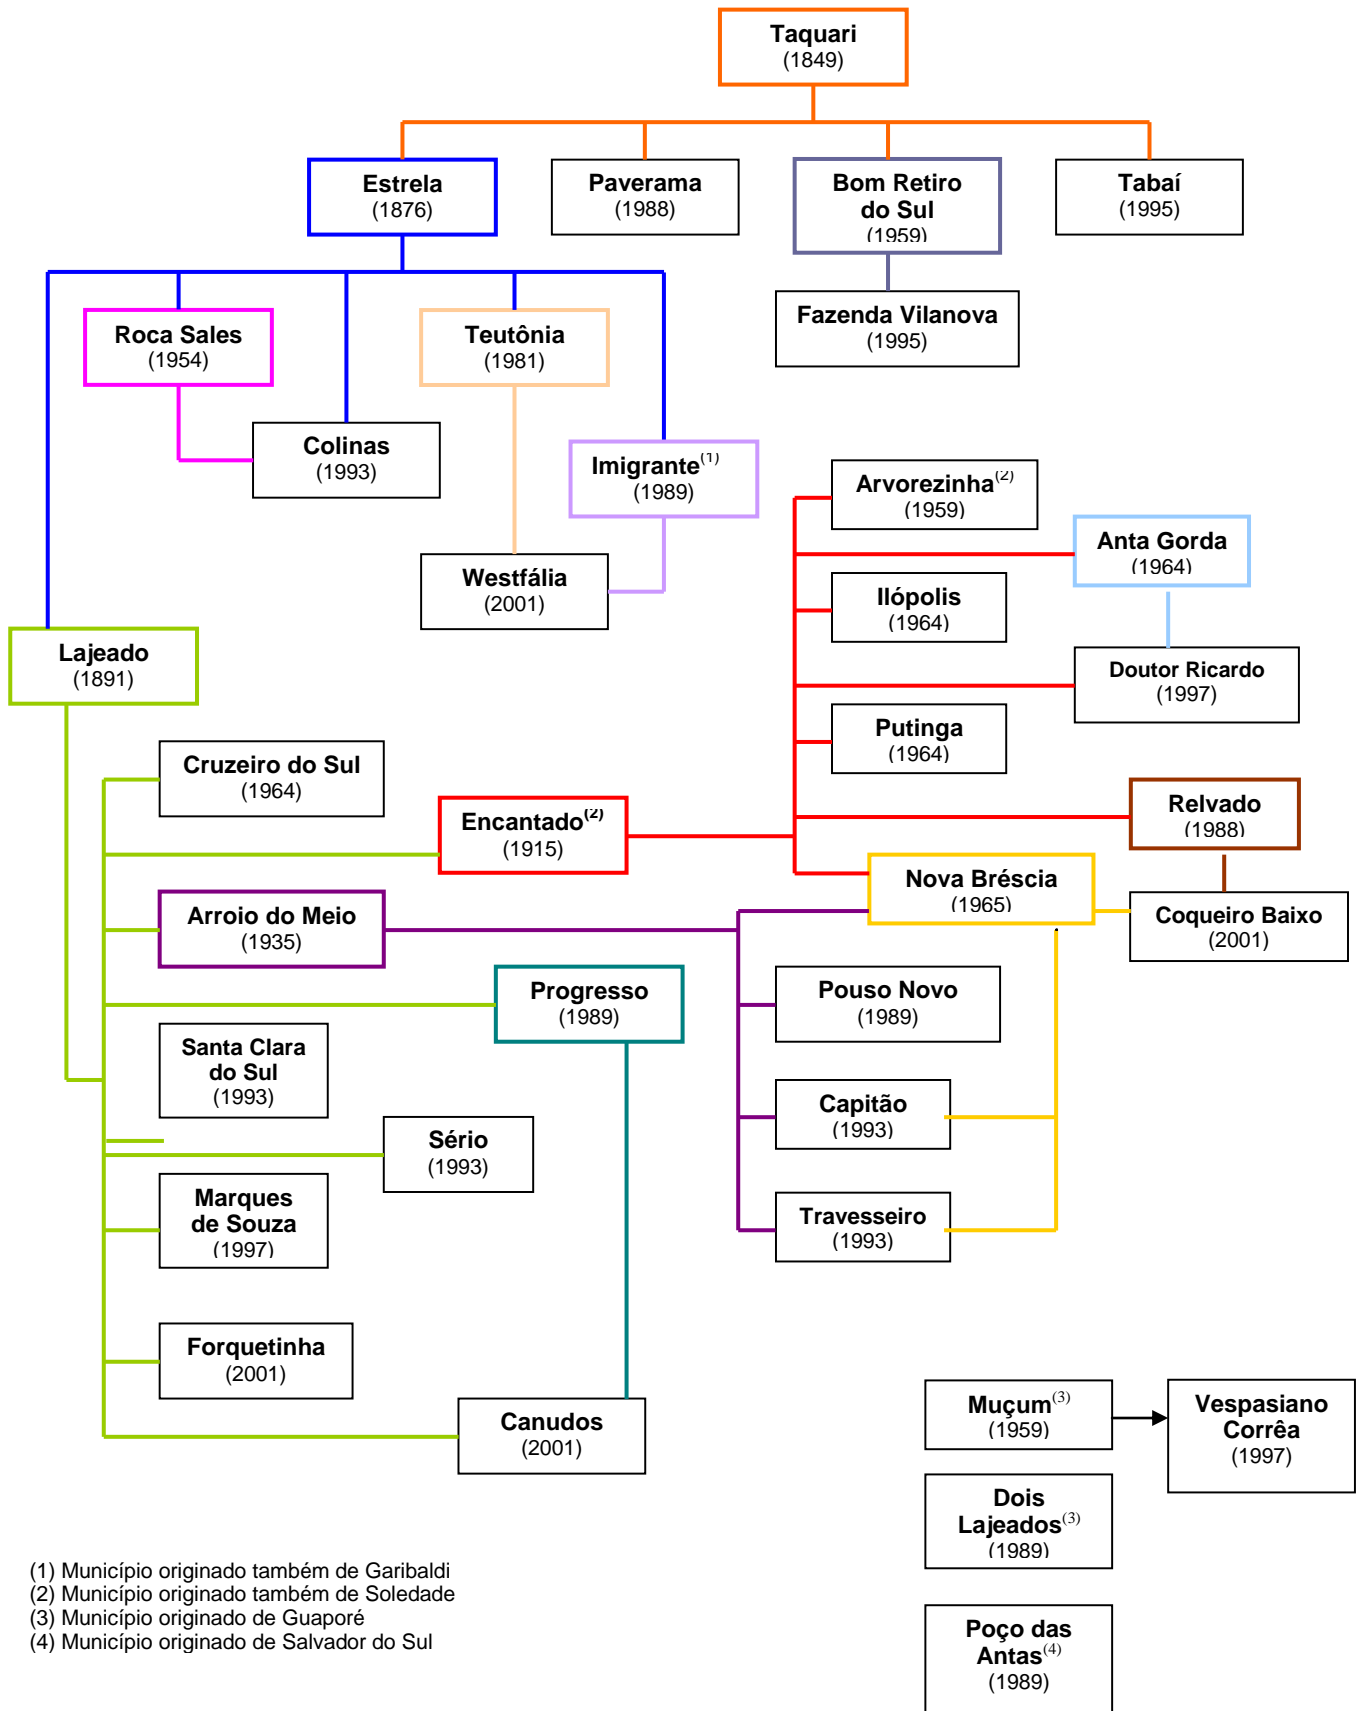 Taquari
(1849)
Estrela
(1876)
Paverama
(1988)
Bom Retiro
do Sul
(1959)
Tabaí
(1995)
Fazenda Vilanova
(1995)
Roca Sales
(1954)
Teutônia
(1981)
Colinas
(1993)
Imigrante(1)
(1989)
Westfália
(2001)
Arvorezinha(2)
(1959)
Anta Gorda
(1964)
Ilópolis
(1964)
Doutor Ricardo
(1997)
Putinga
(1964)
Lajeado
(1891)
Cruzeiro do Sul
(1964)
Encantado(2)
(1915)
Relvado
(1988)
Nova Bréscia
(1965)
Coqueiro Baixo
(2001)
Arroio do Meio
(1935)
Progresso
(1989)
Pouso Novo
(1989)
Santa Clara
do Sul
(1993)
Capitão
(1993)
Sério
(1993)
Marques
de Souza
(1997)
Travesseiro
(1993)
Forquetinha
(2001)
Canudos
(2001)
Muçum(3)
(1959)
Vespasiano
Corrêa
(1997)
Dois
Lajeados(3)
(1989)
Poço das
Antas(4)
(1989)
(1) Município originado também de Garibaldi
(2) Município originado também de Soledade
(3) Município originado de Guaporé
(4) Município originado de Salvador do Sul